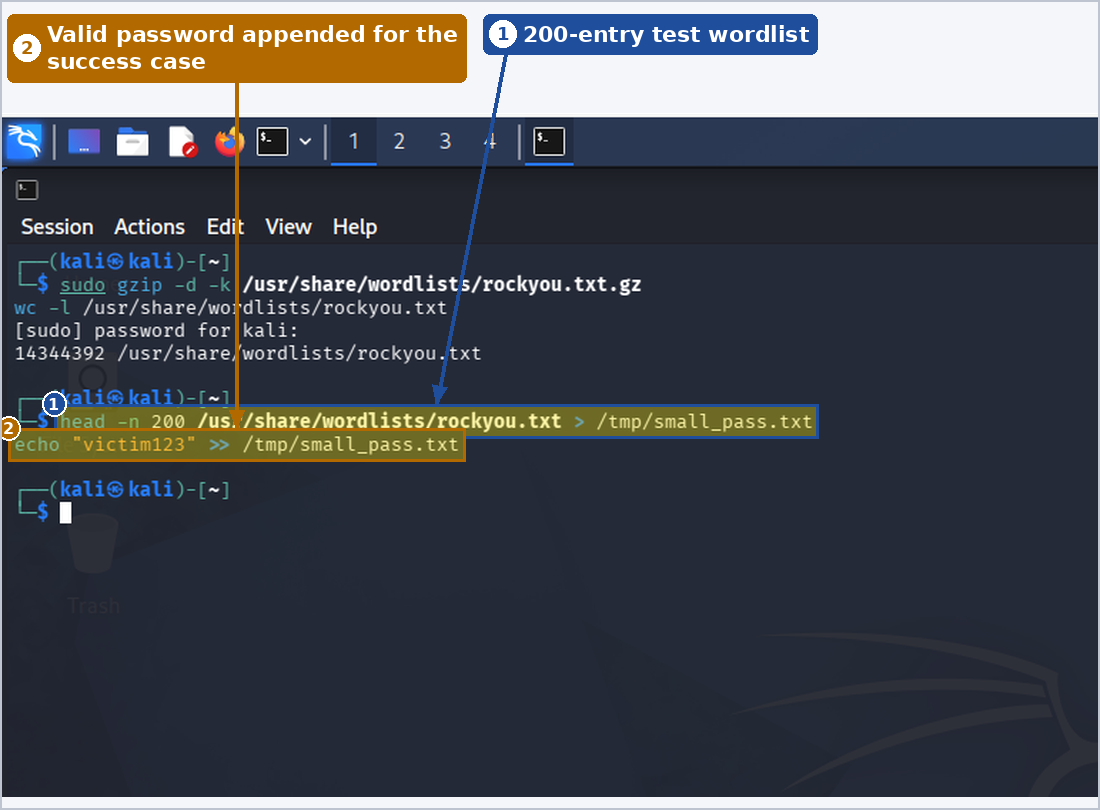 2 Valid password appended for the
success case
1 200-entry test wordlist
1 2 3 4
Session Actions Edit View Help
┌──(kali㉿kali)-[~]
└─$ sudo gzip -d -k /usr/share/wordlists/rockyou.txt.gz
wc -l /usr/share/wordlists/rockyou.txt
[sudo] password for kali:
14344392 /usr/share/wordlists/rockyou.txt
1
┌──(kali㉿kali)-[~]
└─$ head -n 200 /usr/share/wordlists/rockyou.txt > /tmp/small_pass.txt
2
echo "victim123" >> /tmp/small_pass.txt
┌──(kali㉿kali)-[~]
└─$
Trash